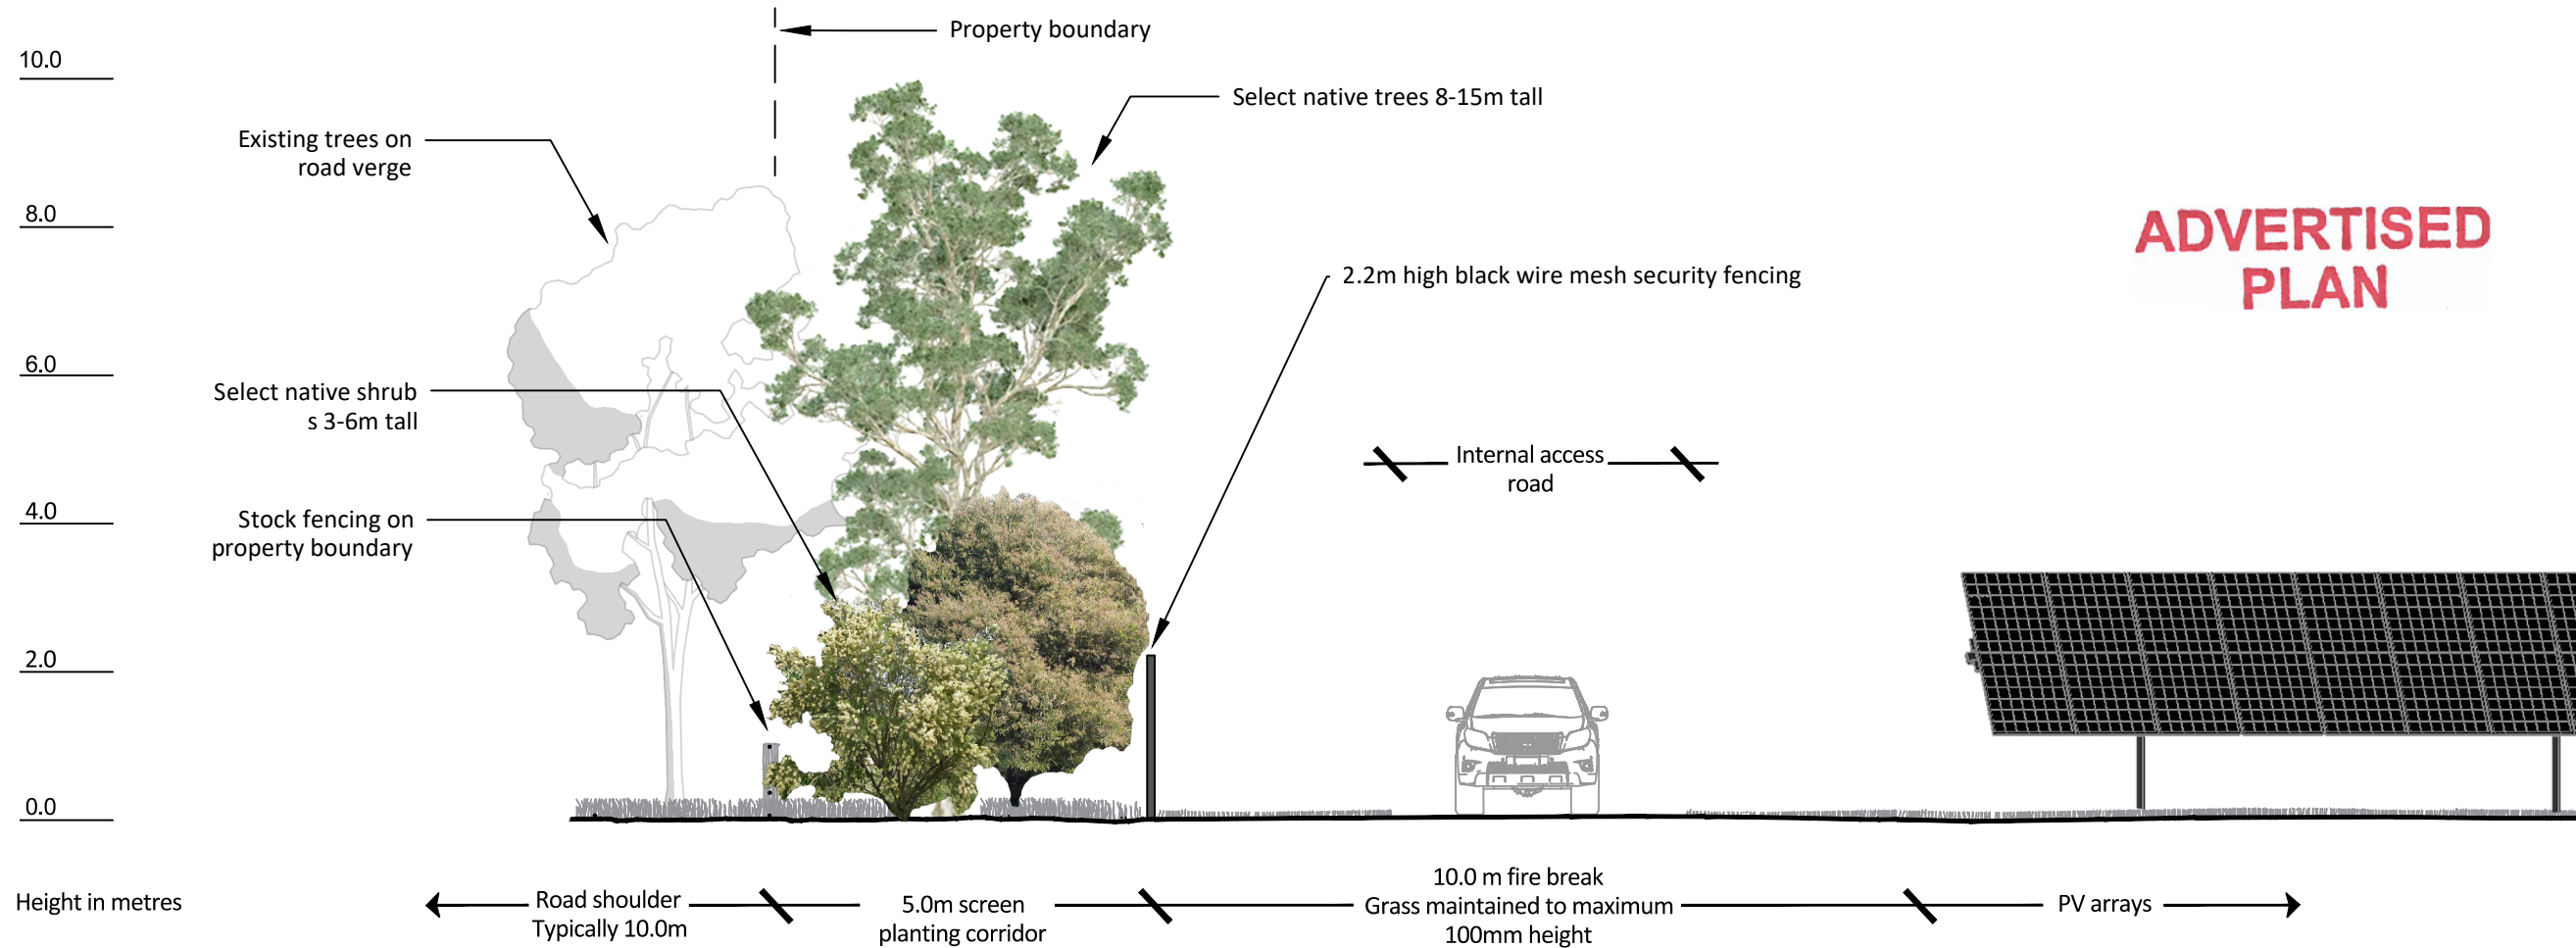 Property boundary
10.0
Select native trees 8-15m tall
Existing trees on
road verge
8.0
ADVERTISED
PLAN
2.2m high black wire mesh security fencing
6.0
Select native shrub
s 3-6m tall
Internal access
road
4.0
Stock fencing on
property boundary
2.0
0.0
Height in metres
Road shoulder
Typically 10.0m
5.0m screen
planting corridor
10.0 m fire break
Grass maintained to maximum
100mm height
PV arrays